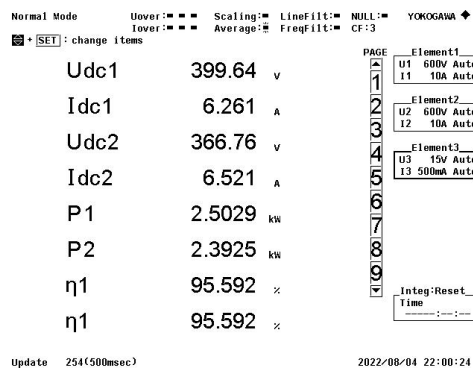 Normal Mode Uover: Scaling: LineFilt: NULL: YOKOGAWA
Iover: Average: FreqFilt: CF:3
+ SET : change items
PAGE
Udc1 399.64 V
Idc1 6.261 A
Udc2 366.76 V
Idc2 6.521 A
P1 2.5029 kW
P2 2.3925 kW
η1 95.592 %
η1 95.592 %
1
2
3
4
5
6
7
8
9
Element1
U1 600V Auto
I1 10A Auto
Element2
U2 600V Auto
I2 10A Auto
Element3
U3 15V Auto
I3 500mA Auto
Integ:Reset
Time
-----:--:--
Update 254(500msec) 2022/08/04 22:00:24